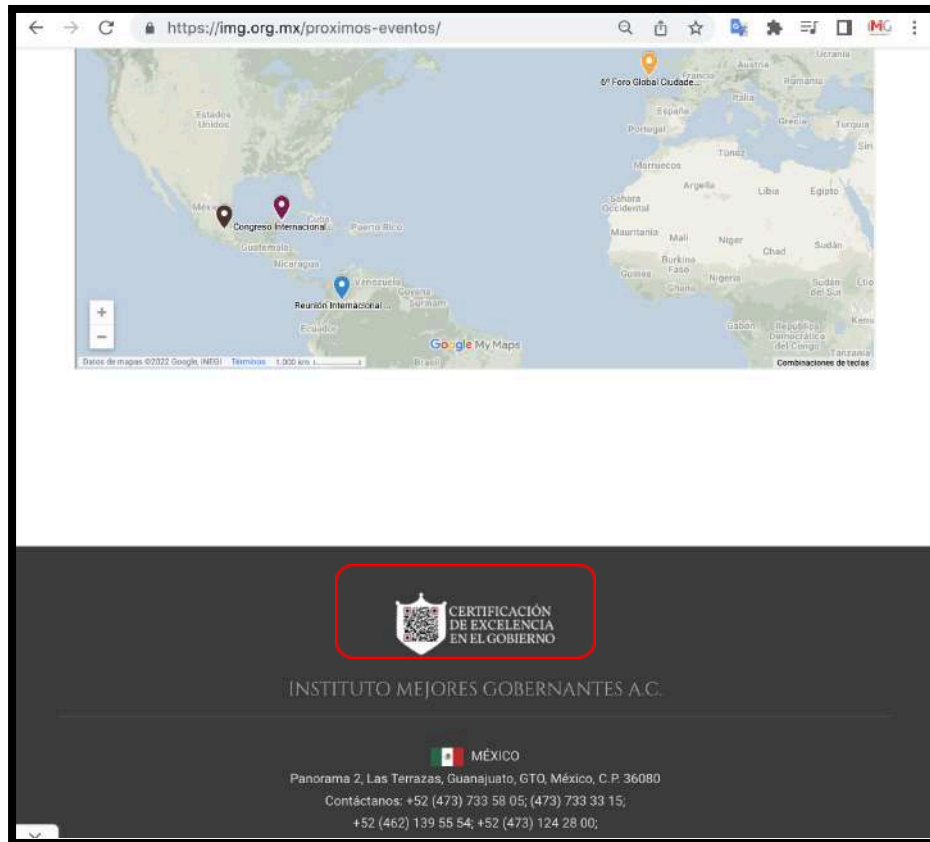 https://img.org.mx/proximos-eventos/
IMG
Ucrania
Austria
6º Foro Global Ciudade...
Francia
Rumania
Italia
Estados
Unidos
España
Grecia
Turquía
Portugal
Túnez
Marruecos
Argelia
Libia
Egipto
Sáhara
Occidental
México
Cuba
Congreso Internacional...
Puerto Rico
Mauritania
Malí
Níger
Sudán
Guatemala
Chad
Nicaragua
Burkina
Faso
Guinea
Nigeria
Venezuela
Ghana
Sudán
del Sur
Guyana
Reunión Internacional ...
Surinam
Ecuador
Gabón
República
Democrática
del Congo
Tanzania
Google My Maps
Brasil
Datos de mapas ©2022 Google, INEGI
Términos
1.000 km
Combinaciones de teclas
CERTIFICACIÓN
DE EXCELENCIA
EN EL GOBIERNO
INSTITUTO MEJORES GOBERNANTES A.C.
MÉXICO
Panorama 2, Las Terrazas, Guanajuato, GTO, México, C.P. 36080
Contáctanos: +52 (473) 733 58 05; (473) 733 33 15;
+52 (462) 139 55 54; +52 (473) 124 28 00;